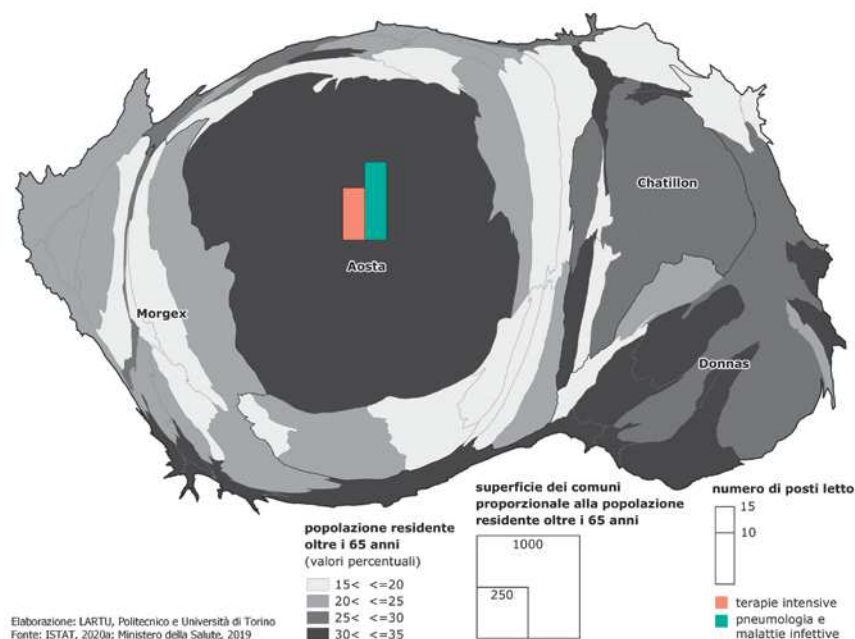 Chatillon
Aosta
Morgex
Donnas
popolazione residente
oltre i 65 anni
(valori percentuali)
15< <=20
20< <=25
25< <=30
30< <=35
superficie dei comuni
proporzionale alla popolazione
residente oltre i 65 anni
1000
250
numero di posti letto
15
10
terapie intensive
pneumologia e
malattie infettive
Elaborazione: LARTU, Politecnico e Università di Torino
Fonte: ISTAT, 2020a; Ministero della Salute, 2019